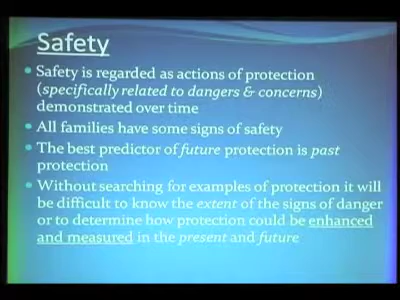 Safety
Safety is regarded as actions of protection
(specifically related to dangers & concerns)
demonstrated over time
All families have some signs of safety
The best predictor of future protection is past
protection
Without searching for examples of protection it will
be difficult to know the extent of the signs of danger
or to determine how protection could be enhanced
and measured in the present and future